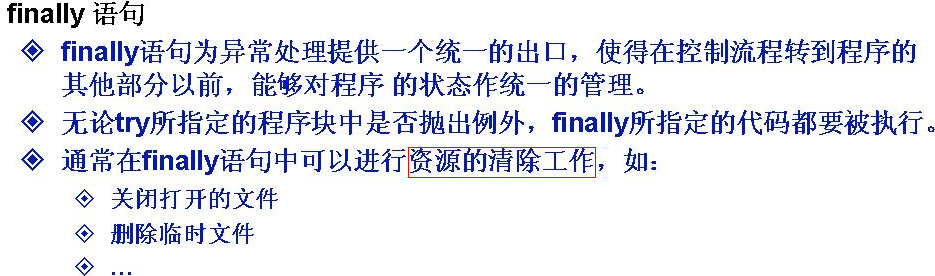 finally 语句
finally语句为异常处理提供一个统一的出口，使得在控制流程转到程序的
其他部分以前，能够对程序 的状态作统一的管理。
无论try所指定的程序块中是否抛出例外，finally所指定的代码都要被执行。
通常在finally语句中可以进行资源的清除工作，如：
关闭打开的文件
删除临时文件
...